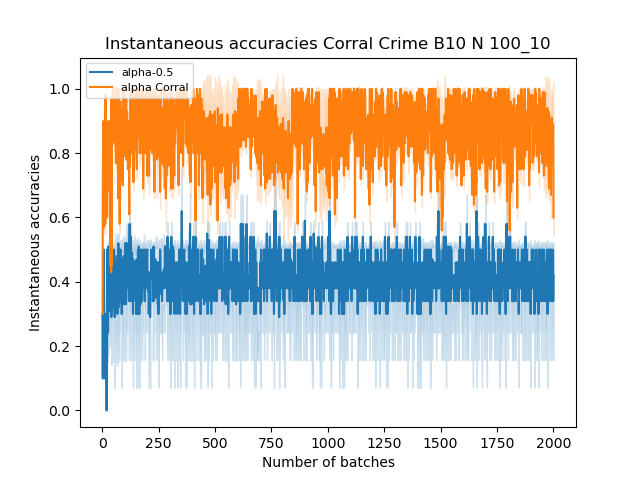 Instantaneous accuracies Corral Crime B10 N 100_10
alpha-0.5
alpha Corral
1.0
0.8
0.6
0.4
0.2
0.0
Instantaneous accuracies
0 250 500 750 1000 1250 1500 1750 2000
Number of batches